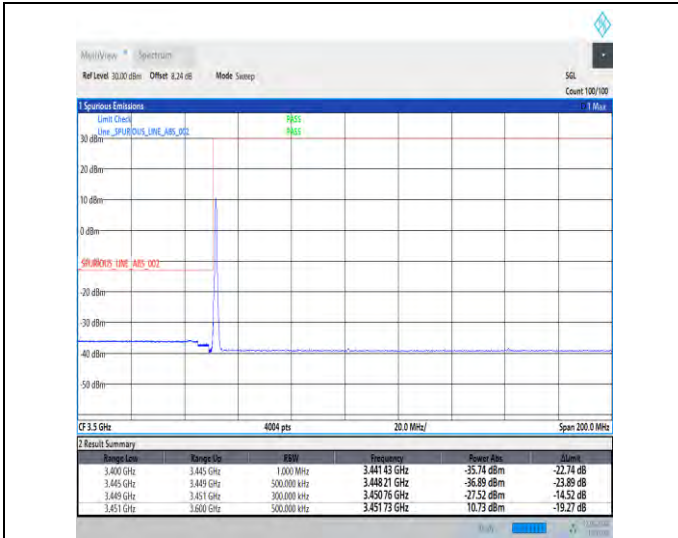 MultiView Spectrum
Ref Level 30.00 dBm Offset 8.24 dB Mode Sweep SGL
Count 100/100
1 Spurious Emissions 1 Max
Limit Check PASS
Line _SPURIOUS_LINE_ABS_002 PASS
30 dBm
20 dBm
10 dBm
0 dBm
_SPURIOUS_LINE_ABS_002
-20 dBm
-30 dBm
-40 dBm
-50 dBm
CF 3.5 GHz 4004 pts 20.0 MHz/ Span 200.0 MHz
2 Result Summary
Range Low Range Up RBW Frequency Power Abs ΔLimit
3.400 GHz 3.445 GHz 1.000 MHz 3.441 43 GHz -35.74 dBm -22.74 dB
3.445 GHz 3.449 GHz 500.000 kHz 3.448 21 GHz -36.89 dBm -23.89 dB
3.449 GHz 3.451 GHz 300.000 kHz 3.450 76 GHz -27.52 dBm -14.52 dB
3.451 GHz 3.600 GHz 500.000 kHz 3.451 73 GHz 10.73 dBm -19.27 dB